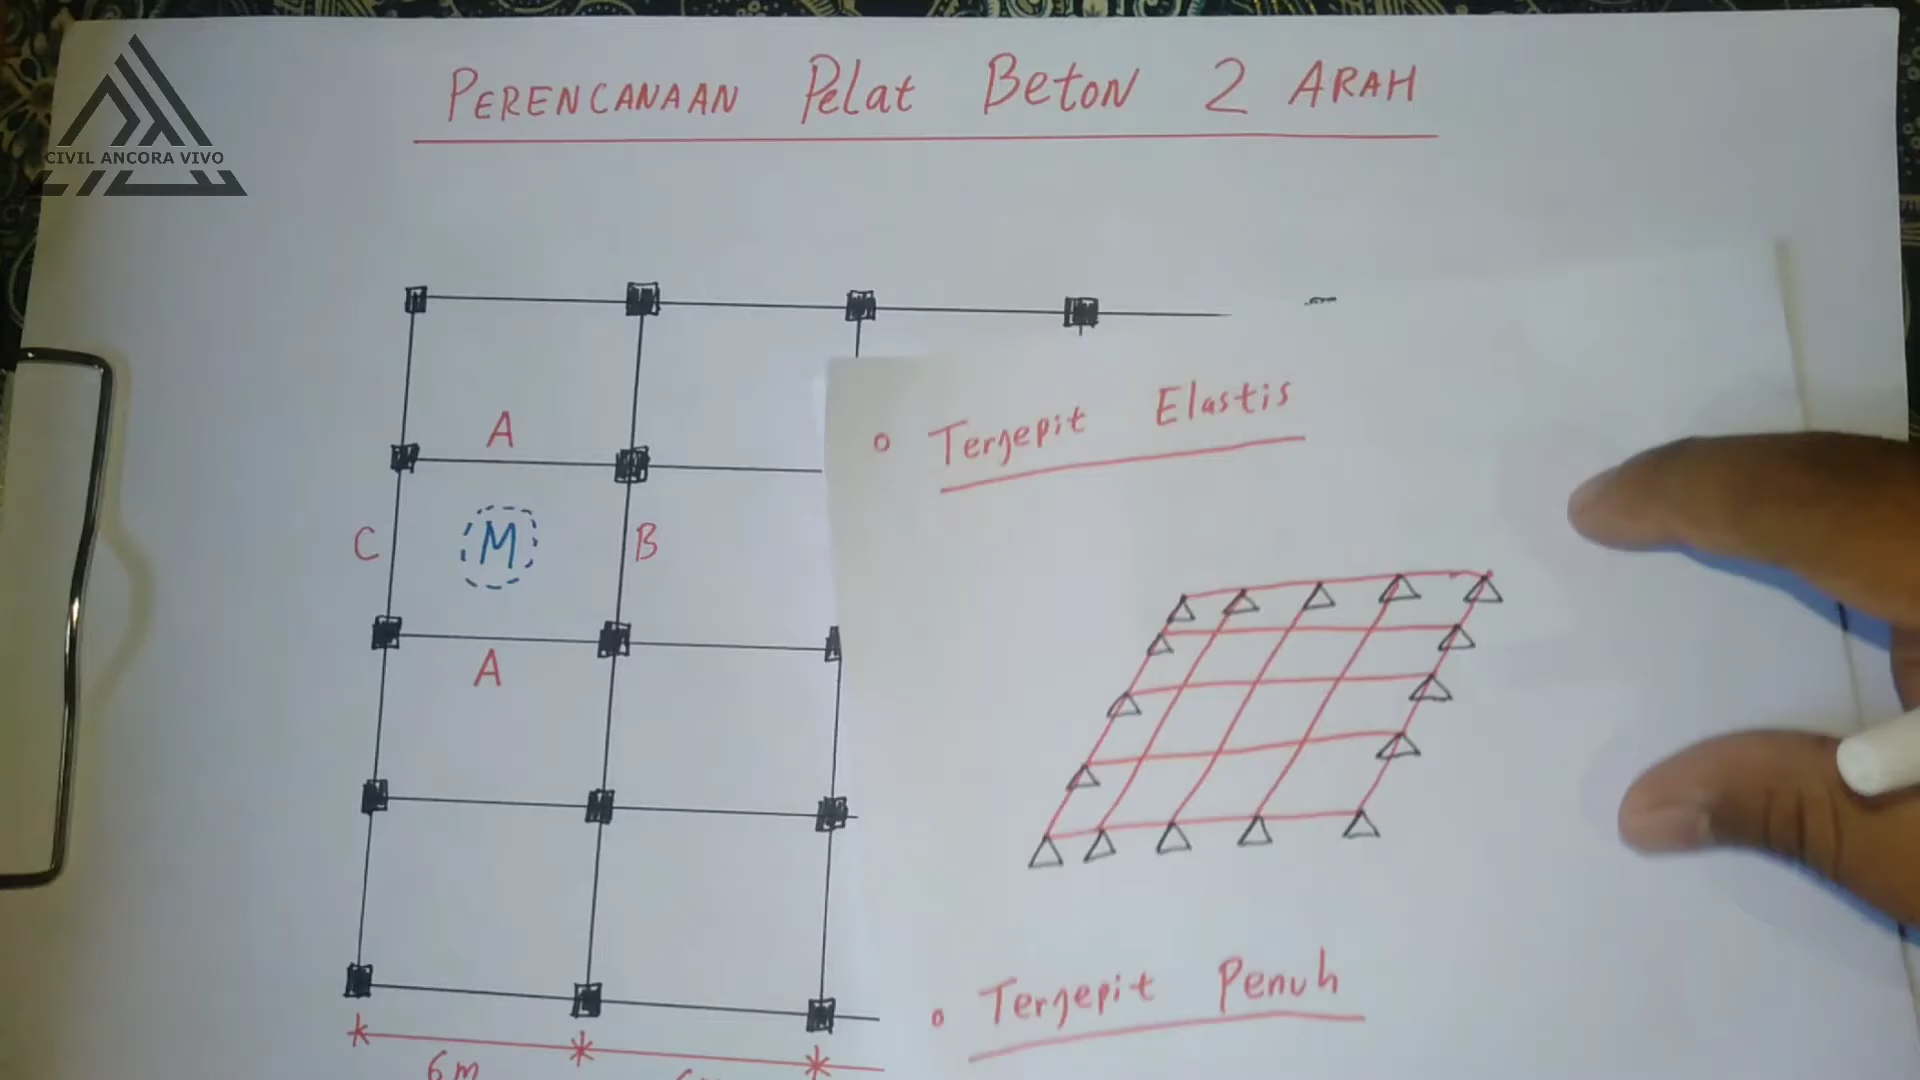 CIVIL ANCORA VIVO
PERENCANAAN Pelat BetoN 2 ARAH
A
C
M
B
A
6m
Terjepit Elastis
Terjepit Penuh